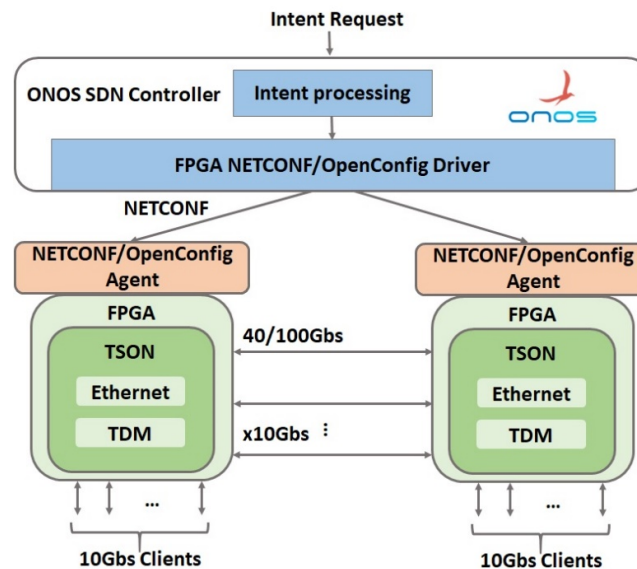 Intent Request
ONOS SDN Controller
Intent processing
onos
FPGA NETCONF/OpenConfig Driver
NETCONF
NETCONF/OpenConfig
Agent
NETCONF/OpenConfig
Agent
FPGA
FPGA
TSON
40/100Gbs
TSON
Ethernet
Ethernet
TDM
x10Gbs ⋮
TDM
...
...
10Gbs Clients
10Gbs Clients